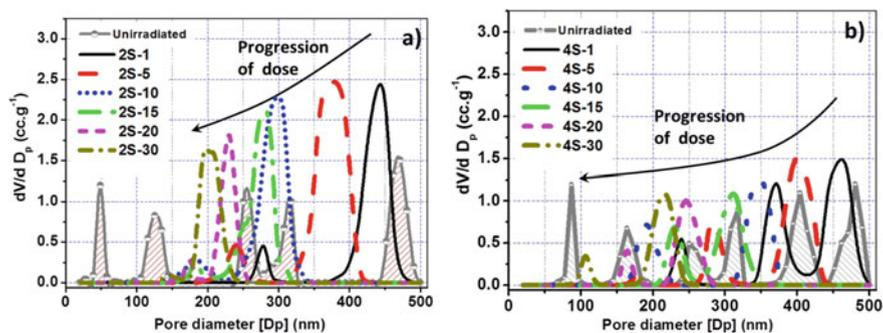 a)
Unirradiated
2S-1
2S-5
2S-10
2S-15
2S-20
2S-30
Progression
of dose
dV/d Dp (cc.g-1)
3.0
2.5
2.0
1.5
1.0
0.5
0.0
100 200 300 400 500
Pore diameter [Dp] (nm)
b)
Unirradiated
4S-1
4S-5
4S-10
4S-15
4S-20
4S-30
Progression
of dose
dV/d Dp (cc.g-1)
3.0
2.5
2.0
1.5
1.0
0.5
0.0
0 100 200 300 400 500
Pore diameter [Dp] (nm)